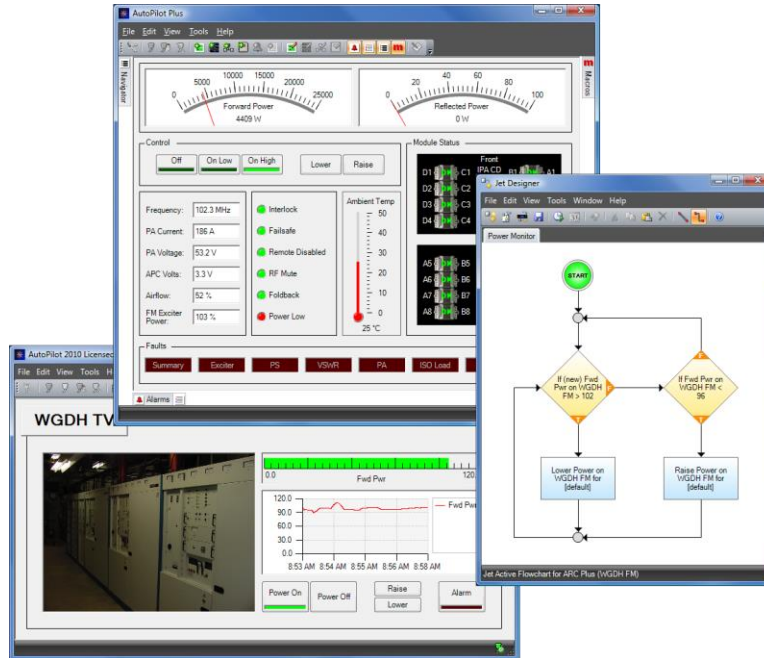 AutoPilot Plus
File Edit View Tools Help
Navigator
Macros
0 5000 10000 15000 20000 25000
Forward Power
4409 W
0 20 40 60 80 100
Reflected Power
0 W
Control
Off On Low On High Lower Raise
Module Status
Front
IPA CD
D1 C1 B1 A1
D2 C2
D3 C3
D4 C4
A5 B5
A6 B6
A7 B7
A8 B8
Frequency: 102.3 MHz
PA Current: 186 A
PA Voltage: 53.2 V
APC Volts: 3.3 V
Airflow: 52 %
FM Exciter
Power: 103 %
Interlock
Failsafe
Remote Disabled
RF Mute
Foldback
Power Low
Ambient Temp
50
40
30
20
10
0
25 °C
Faults
Summary Exciter PS VSWR PA ISO Load
Alarms
Jet Designer
File Edit View Tools Window Help
Power Monitor
START
If (new) Fwd
Pwr on WGDH
FM > 102
F
T
If Fwd Pwr on
WGDH FM <
96
F
T
Lower Power on
WGDH FM for
[default]
Raise Power on
WGDH FM for
[default]
Jet Active Flowchart for ARC Plus (WGDH FM)
AutoPilot 2010 Licensed
File Edit View Tools H
WGDH TV
0.0 120.
Fwd Pwr
120.0
90.0
60.0
30.0
0.0
8:53 AM 8:54 AM 8:55 AM 8:56 AM 8:58 AM
Fwd Pwr
Power On Power Off Raise Lower Alarm